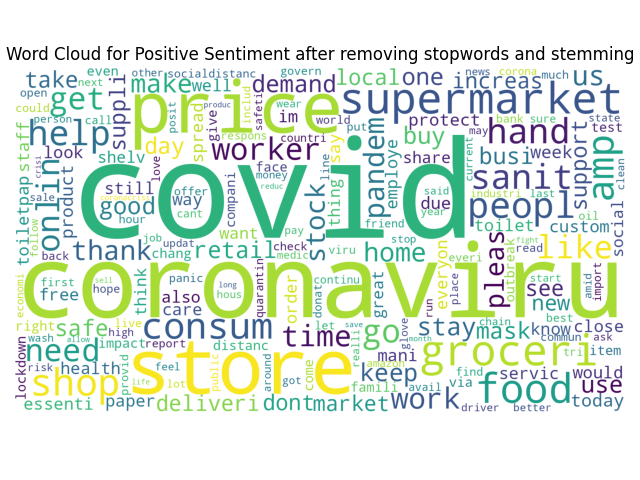 Word Cloud for Positive Sentiment after removing stopwords and stemming
even other socialdistanc govern news corona much
take make well demand local one increas us
open next get price supermarket
could posit includ wear safeti produc
person call suppli spread give im world put bank sure state
help day respons countri protect may hand test
staff look worker say pandem buy busi week support
shelv love face line employe share sanit amp
crisi still offer money compani thing said due current clean
onlin covid stock peopl
sale product good way reduc year industri last oil
toiletpap hour cant want friend toilet custom social
follow job updat check viru stop everi outbreak read fight
back thank chang retail medic home everyon pleas like
first panic quarantin continu start amid import
economi hope sell long hous order donat great run place see new
free also think coronaviru
right safe live care consum time let save go stay mask know best close
wash high distanc realli glove chain commun ask
need impact report store mani groceri tri item
lockdown risk health provid feel public around come amazon keep find servic would
shop life lot got famili avail via food use
essenti paper deliveri dont market work driver better today
allow month pay